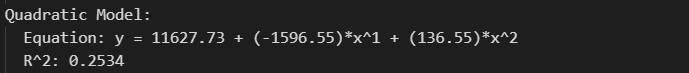 Quadratic Model:
Equation: y = 11627.73 + (-1596.55)*x^1 + (136.55)*x^2
R^2: 0.2534